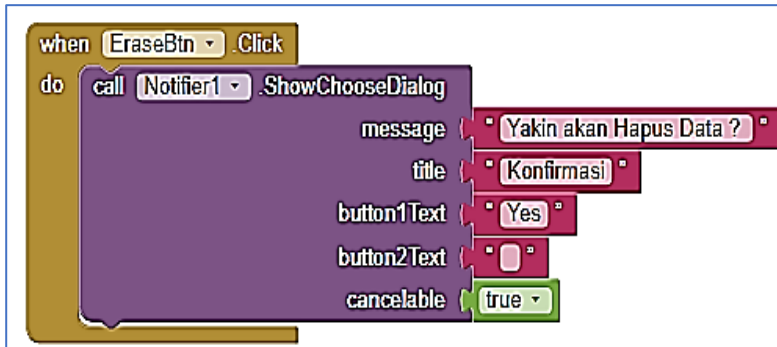 when EraseBtn .Click
do call Notifier1 .ShowChooseDialog
message " Yakin akan Hapus Data ? "
title " Konfirmasi "
button1Text " Yes "
button2Text " "
cancelable true